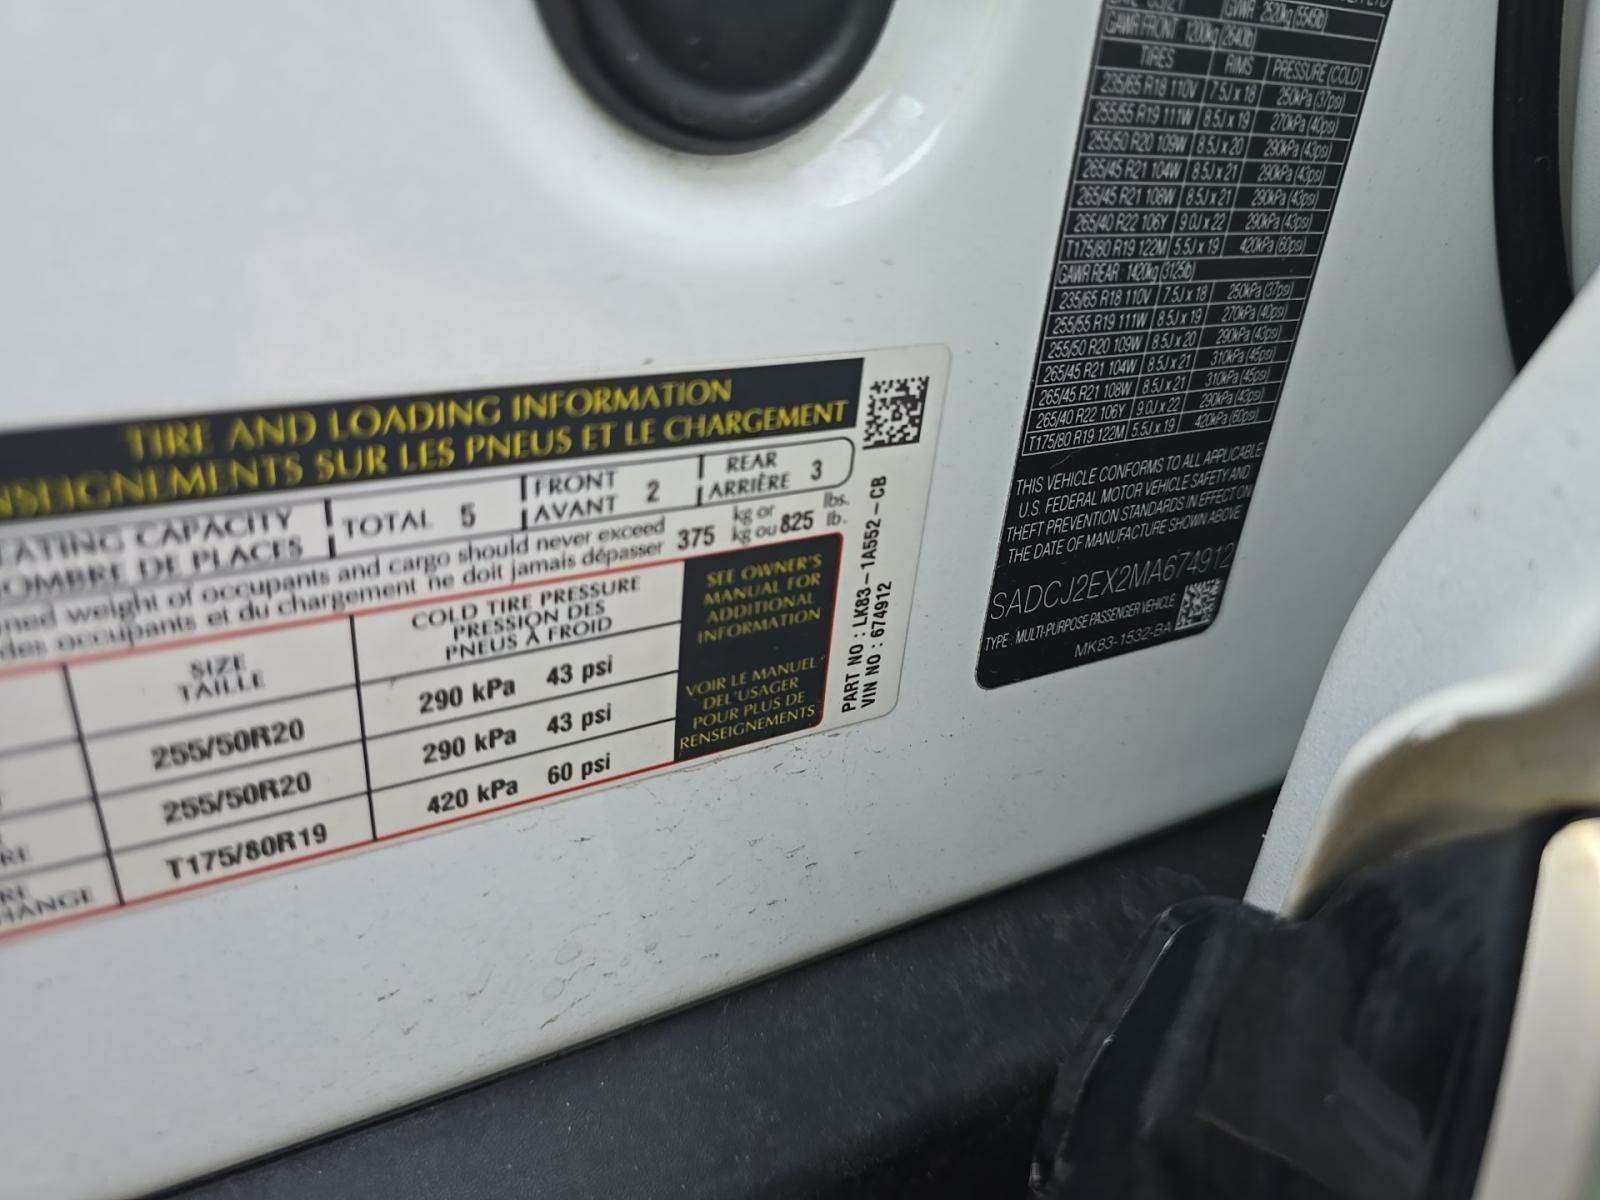 TIRE AND LOADING INFORMATION
NSEIGNEMENTS SUR LES PNEUS ET LE CHARGEMENT
EATING CAPACITY
OMBRE DE PLACES
TOTAL 5
FRONT
AVANT 2
REAR
ARRIÈRE 3
ned weight of occupants and cargo should never exceed
des occupants et du chargement ne doit jamais dépasser
375 kg or
kg ou 825 lbs.
lb.
SIZE
TAILLE
COLD TIRE PRESSURE
PRESSION DES
PNEUS À FROID
255/50R20 290 kPa 43 psi
255/50R20 290 kPa 43 psi
RE
T175/80R19 420 kPa 60 psi
HANGE
SEE OWNER'S
MANUAL FOR
ADDITIONAL
INFORMATION
VOIR LE MANUEL
DEL'USAGER
POUR PLUS DE
RENSEIGNEMENTS
PART NO : LK83-1A552-CB
VIN NO : 674912
GVWR 2520kg (5549lb)
GAWR FRONT 1200kg (2640lb)
TIRES RIMS PRESSURE (COLD)
235/65 R18 110V 7.5J x 18 250kPa (37psi)
255/55 R19 111W 8.5J x 19 270kPa (40psi)
255/50 R20 109W 8.5J x 20 290kPa (43psi)
265/45 R21 104W 8.5J x 21 290kPa (43psi)
265/45 R21 108W 8.5J x 21 290kPa (43psi)
265/40 R22 106Y 9.0J x 22 290kPa (43psi)
T175/80 R19 122M 5.5J x 19 420kPa (60psi)
GAWR REAR 1420kg (3125lb)
235/65 R18 110V 7.5J x 18 250kPa (37psi)
255/55 R19 111W 8.5J x 19 270kPa (40psi)
255/50 R20 109W 8.5J x 20 290kPa (43psi)
265/45 R21 104W 8.5J x 21 310kPa (45psi)
265/45 R21 108W 8.5J x 21 310kPa (45psi)
265/40 R22 106Y 9.0J x 22 290kPa (43psi)
T175/80 R19 122M 5.5J x 19 420kPa (60psi)
THIS VEHICLE CONFORMS TO ALL APPLICABLE
U.S. FEDERAL MOTOR VEHICLE SAFETY AND
THEFT PREVENTION STANDARDS IN EFFECT ON
THE DATE OF MANUFACTURE SHOWN ABOVE
SADCJ2EX2MA674912
TYPE : MULTI-PURPOSE PASSENGER VEHICLE
MK83-1532-BA